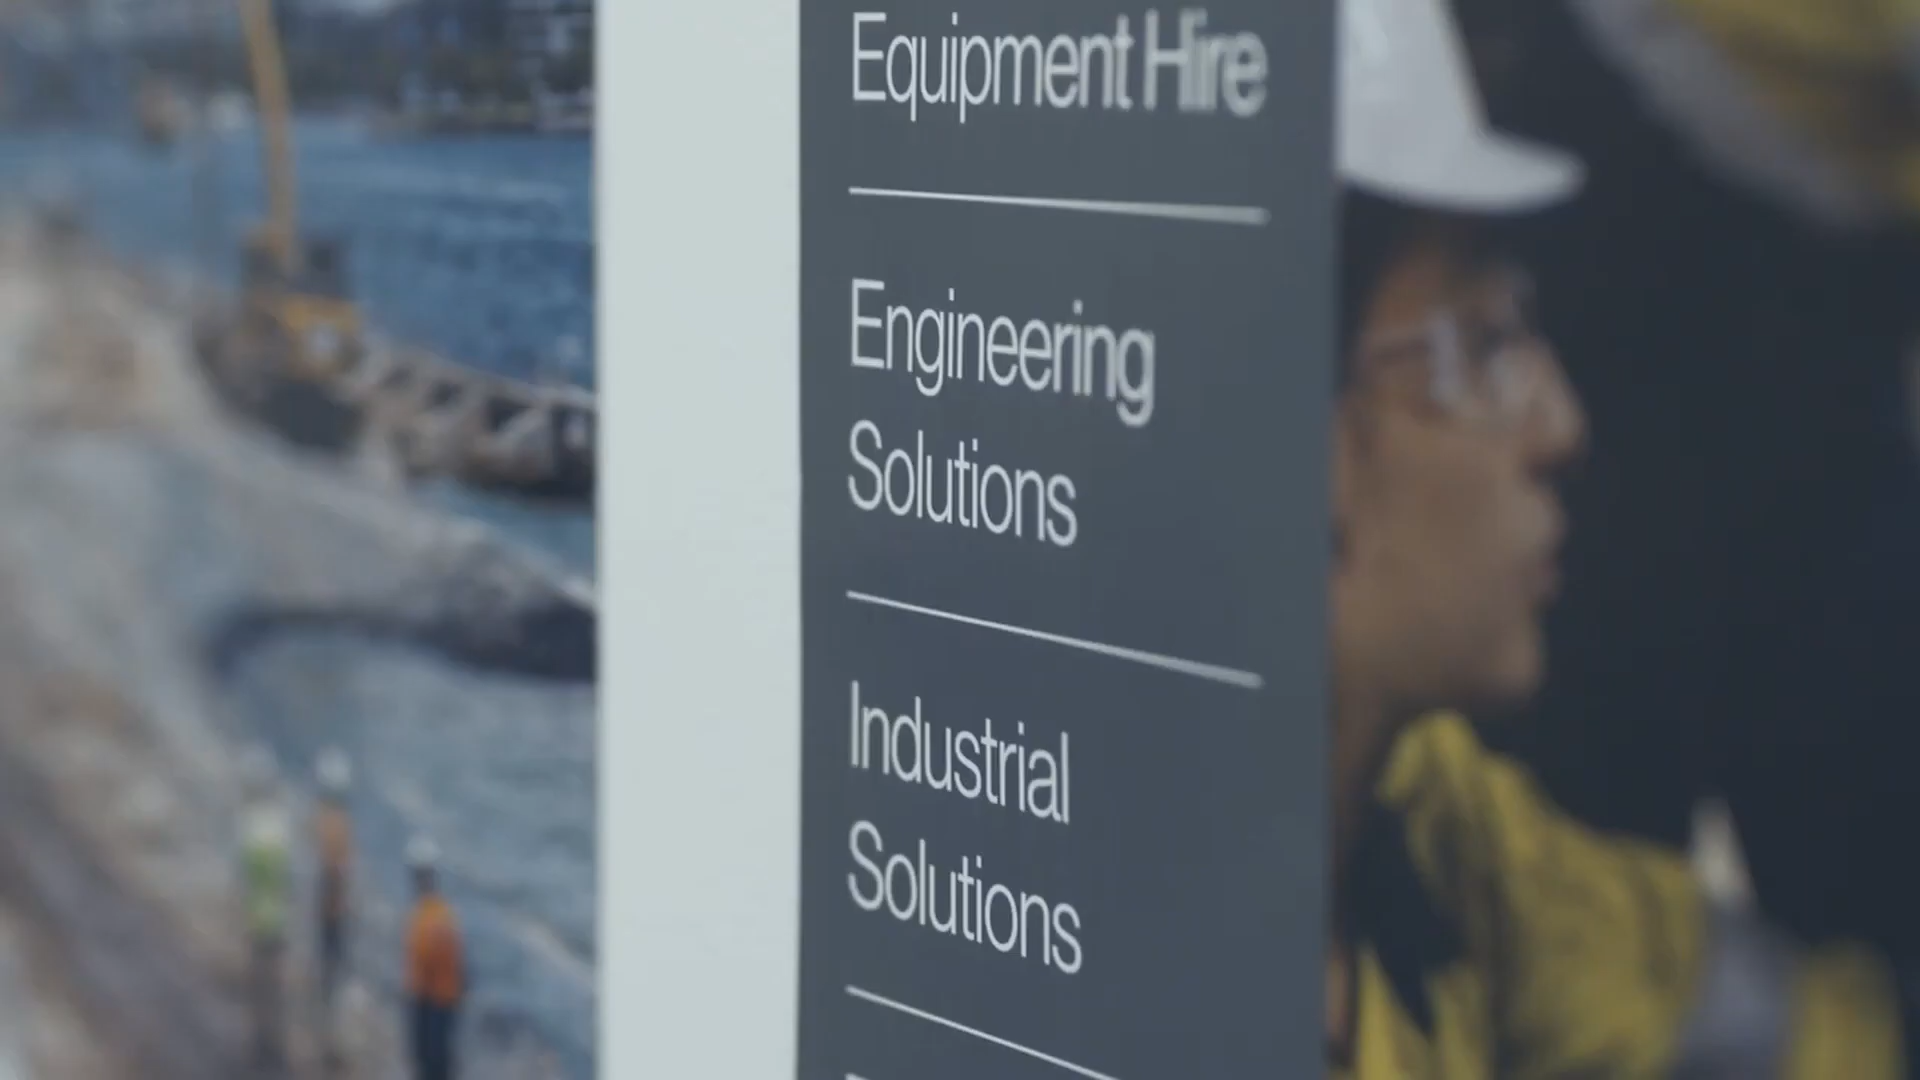 Equipment Hire
Engineering
Solutions
Industrial
Solutions